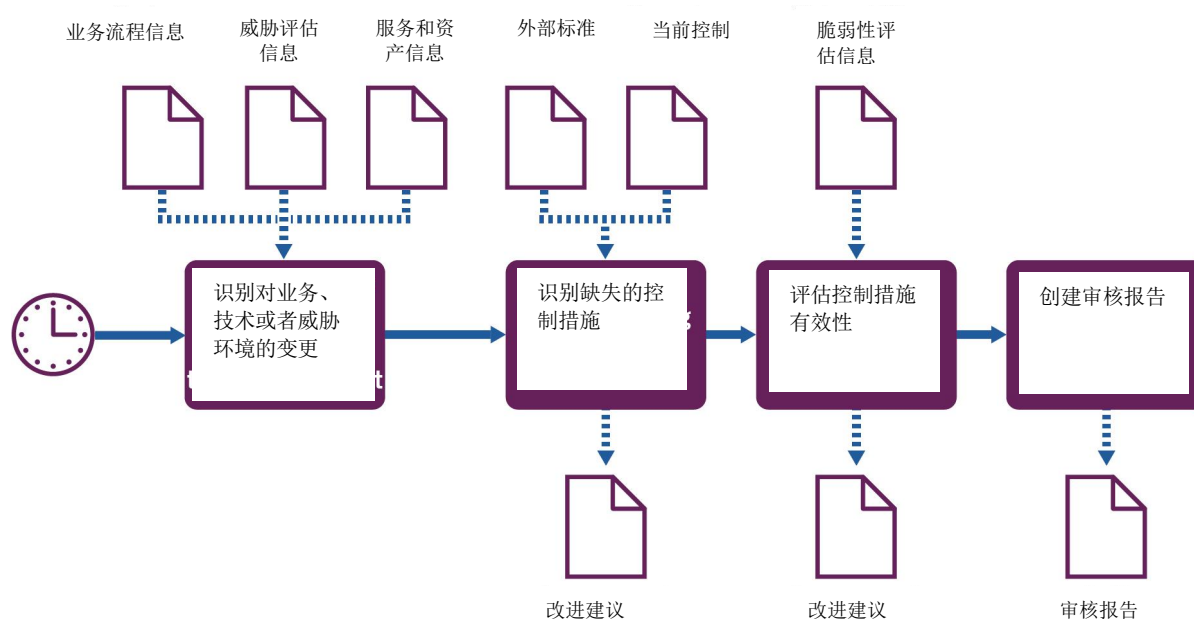 业务流程信息
威胁评估
信息
服务和资
产信息
外部标准
当前控制
脆弱性评
估信息
识别对业务、
技术或者威胁
环境的变更
t
t
识别缺失的控
制措施
g
评估控制措施
有效性
创建审核报告
改进建议
改进建议
审核报告